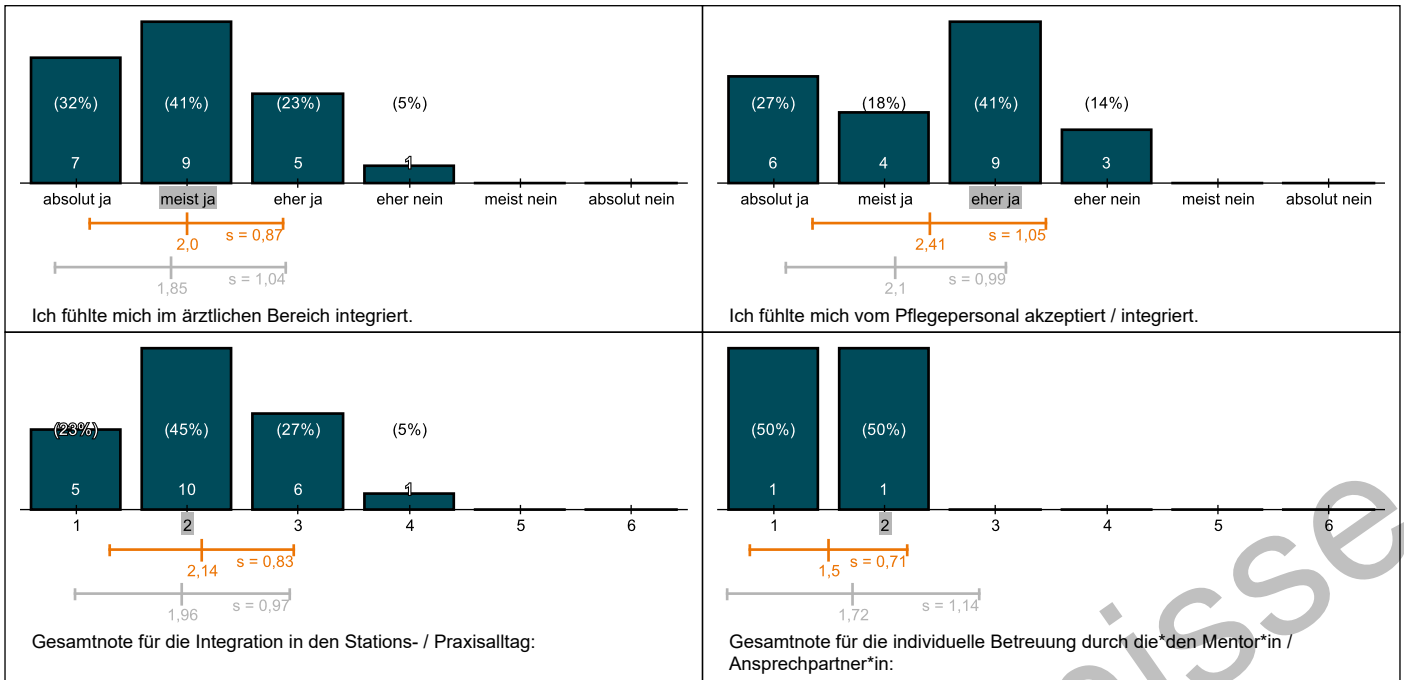 (32%) (41%) (23%) (5%)
7 9 5 1
absolut ja meist ja eher ja eher nein meist nein absolut nein
s = 0,87
2,0
s = 1,04
1,85
Ich fühlte mich im ärztlichen Bereich integriert.
(27%) (18%) (41%) (14%)
6 4 9 3
absolut ja meist ja eher ja eher nein meist nein absolut nein
s = 1,05
2,41
s = 0,99
2,1
Ich fühlte mich vom Pflegepersonal akzeptiert / integriert.
(23%) (45%) (27%) (5%)
5 10 6 1
1 2 3 4 5 6
s = 0,83
2,14
s = 0,97
1,96
Gesamtnote für die Integration in den Stations- / Praxisalltag:
(50%) (50%)
1 1
1 2 3 4 5 6
s = 0,71
1,5
s = 1,14
1,72
Gesamtnote für die individuelle Betreuung durch die*den Mentor*in /
Ansprechpartner*in:
isse